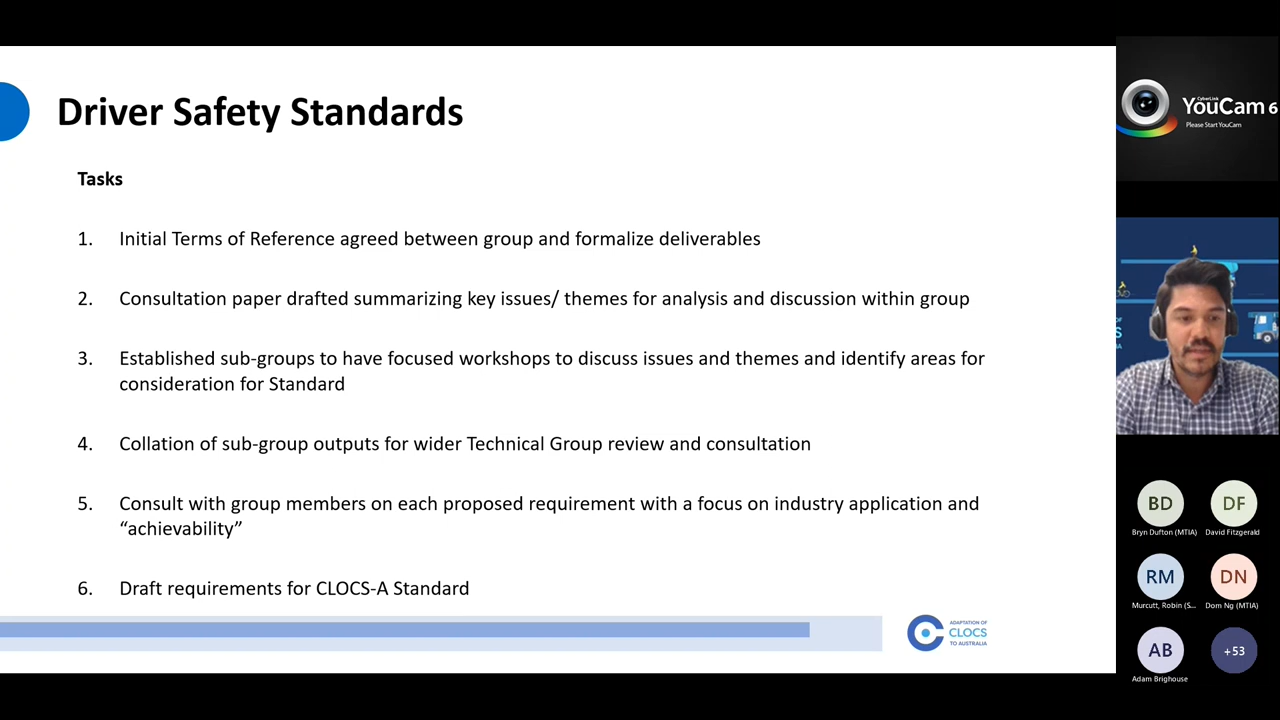 Driver Safety Standards
Tasks
1. Initial Terms of Reference agreed between group and formalize deliverables
2. Consultation paper drafted summarizing key issues/ themes for analysis and discussion within group
3. Established sub-groups to have focused workshops to discuss issues and themes and identify areas for
consideration for Standard
4. Collation of sub-group outputs for wider Technical Group review and consultation
5. Consult with group members on each proposed requirement with a focus on industry application and
“achievability”
6. Draft requirements for CLOCS-A Standard
ADAPTATION OF
CLOCS
TO AUSTRALIA
CyberLink
YouCam 6
Please Start YouCam
BD
DF
Bryn Dufton (MTIA)
David Fitzgerald
RM
DN
Murcutt, Robin (S...
Dom Ng (MTIA)
AB
+53
Adam Brighouse